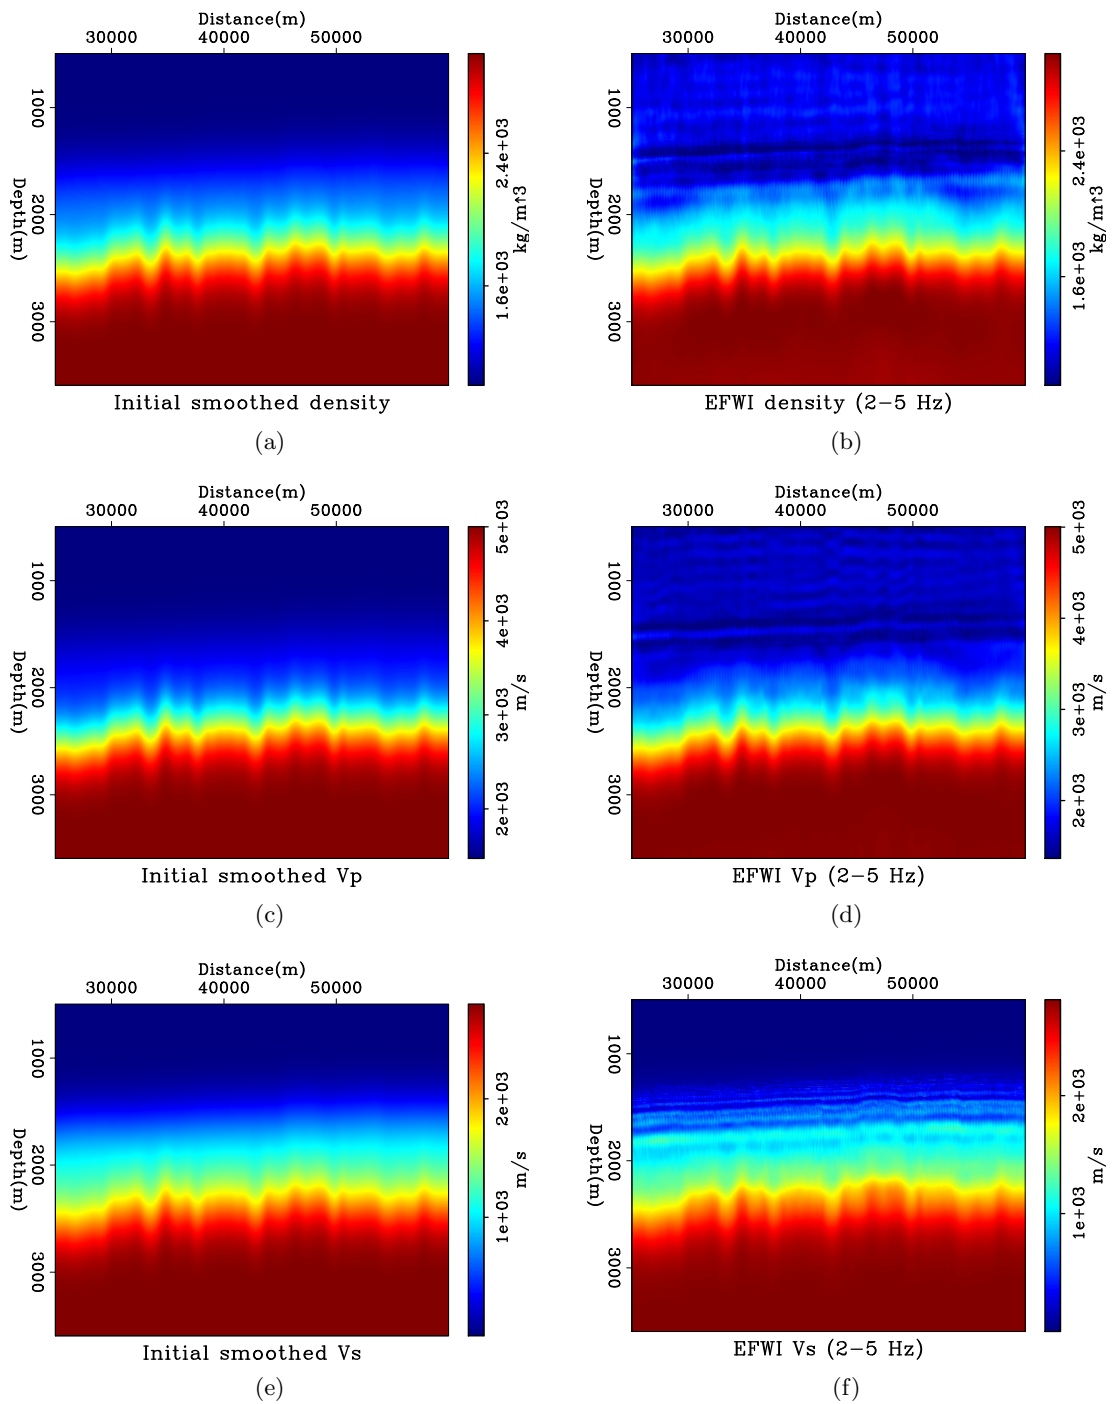 Distance(m)
30000 40000 50000
1000
2000
3000
Depth(m)
2.4e+03
1.6e+03
kg/m↑3
Initial smoothed density
(a)
Distance(m)
30000 40000 50000
1000
2000
3000
Depth(m)
2.4e+03
1.6e+03
kg/m↑3
EFWI density (2−5 Hz)
(b)
Distance(m)
30000 40000 50000
1000
2000
3000
Depth(m)
5e+03
4e+03
3e+03
2e+03
m/s
Initial smoothed Vp
(c)
Distance(m)
30000 40000 50000
1000
2000
3000
Depth(m)
5e+03
4e+03
3e+03
2e+03
m/s
EFWI Vp (2−5 Hz)
(d)
Distance(m)
30000 40000 50000
1000
2000
3000
Depth(m)
2e+03
1e+03
m/s
Initial smoothed Vs
(e)
Distance(m)
30000 40000 50000
1000
2000
3000
Depth(m)
2e+03
1e+03
m/s
EFWI Vs (2−5 Hz)
(f)